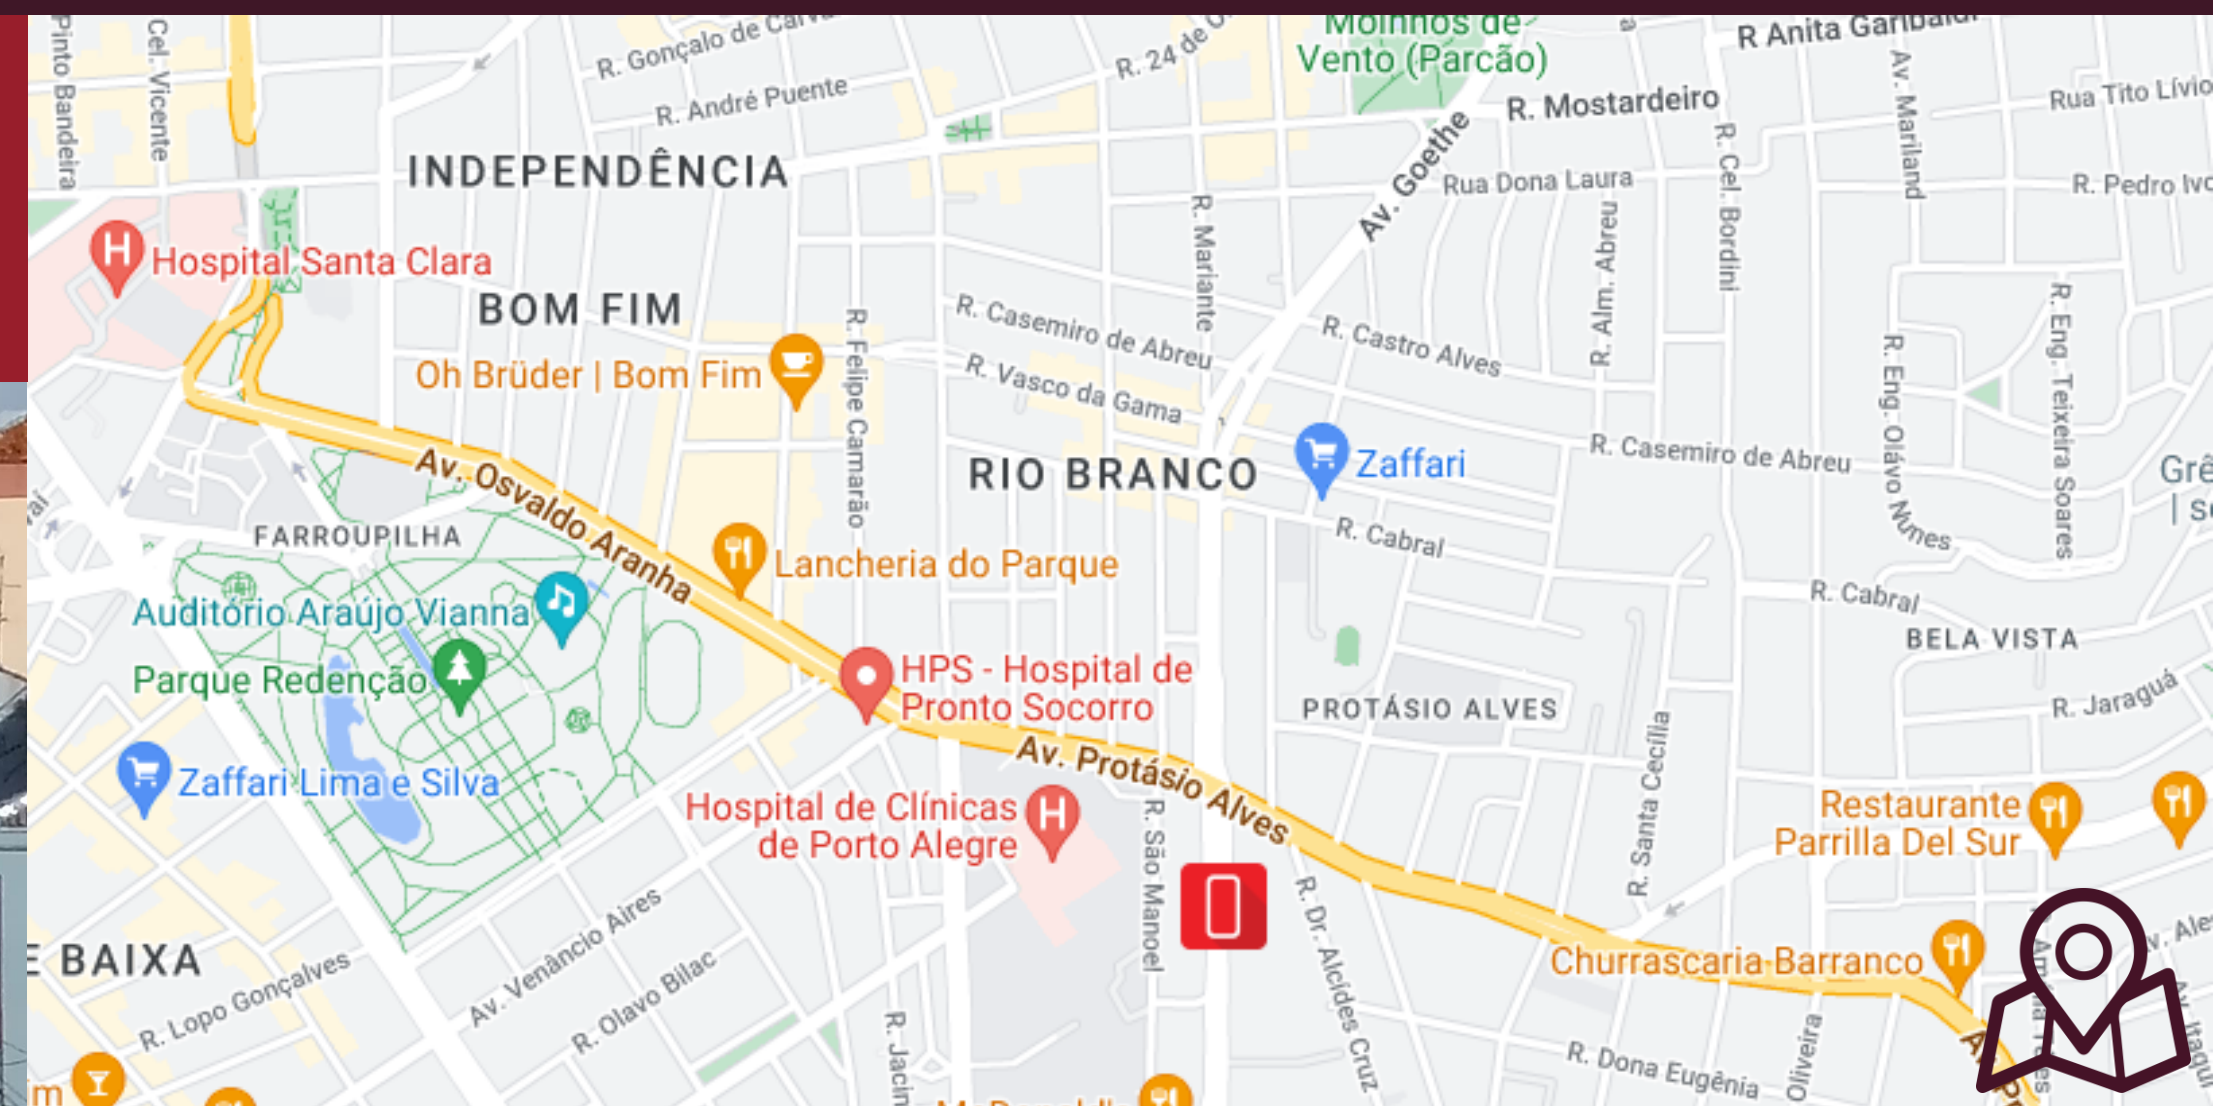 Pinto Bandeira
Cel. Vicente
R. Gonçalo de
R. André Puente
R. 24 de
Moinhos de
Vento (Parcão)
R Anita Garibaldi
R. Mostardeiro
Av. Mariland
Rua Tito Lívio
INDEPENDÊNCIA
Av. Goethe
Rua Dona Laura
R. Cel. Bordini
R. Pedro Ivo
R. Mariante
R. Alm. Abreu
Hospital Santa Clara
BOM FIM
R. Casemiro de Abreu
R. Castro Alves
R. Eng. Teixeira Soares
R. Eng. Olávo Nunes
Oh Brüder | Bom Fim
R. Felipe Camarão
R. Vasco da Gama
Av. Osvaldo Aranha
RIO BRANCO
Zaffari
R. Casemiro de Abreu
Grê
| s
FARROUPILHA
R. Cabral
Lancheria do Parque
Auditório Araújo Vianna
R. Cabral
BELA VISTA
Parque Redenção
HPS - Hospital de
Pronto Socorro
PROTÁSIO ALVES
R. Jaraguá
Av. Protásio Alves
Zaffari Lima e Silva
Hospital de Clínicas
de Porto Alegre
R. São Manoel
R. Santa Cecília
Restaurante
Parrilla Del Sur
R. Dr. Alcídes Cruz
E BAIXA
R. Lopo Gonçalves
Av. Venâncio Aires
R. Olavo Bilac
Churrascaria Barranco
R. Jacin
R. Dona Eugênia
Oliveira
m